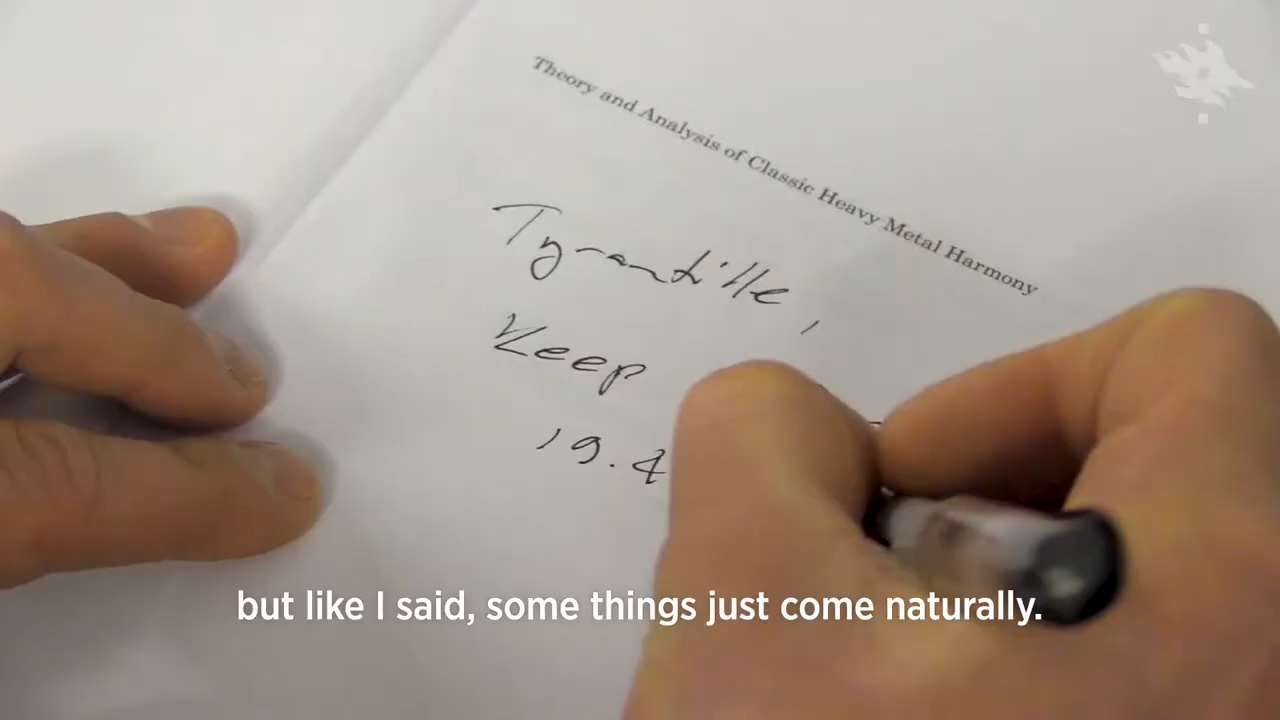 Theory and Analysis of Classic Heavy Metal Harmony
Tyrantille,
Keep
19.4
but like I said, some things just come naturally.